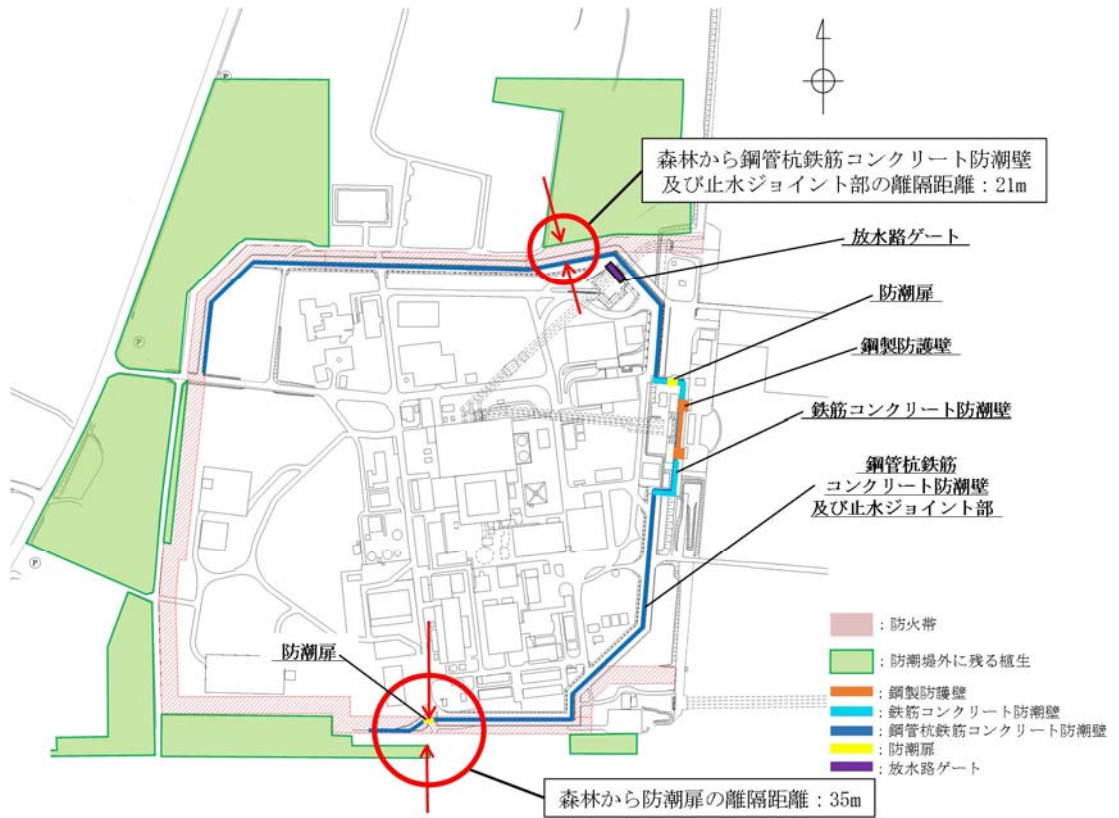 4
P
森林から鋼管杭鉄筋コンクリート防潮壁
及び止水ジョイント部の離隔距離：21m
放水路ゲート
防潮扉
鋼製防護壁
鉄筋コンクリート防潮壁
鋼管杭鉄筋
コンクリート防潮壁
及び止水ジョイント部
P
P
防潮扉
：防火帯
：防潮堤外に残る植生
：鋼製防護壁
：鉄筋コンクリート防潮壁
：鋼管杭鉄筋コンクリート防潮壁
：防潮扉
：放水路ゲート
森林から防潮扉の離隔距離：35m